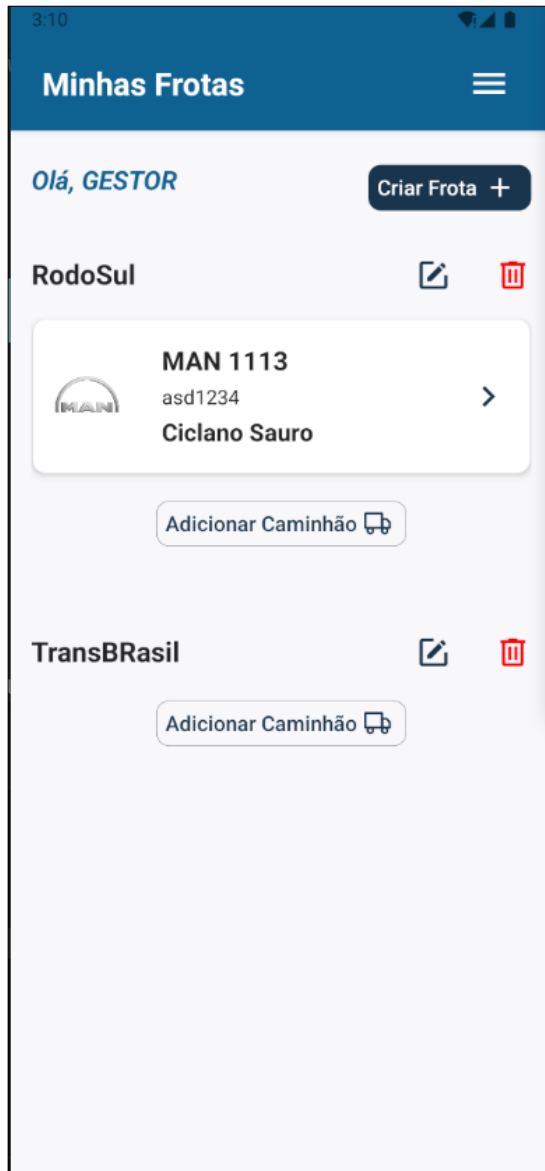 3:10
Minhas Frotas
Olá, GESTOR
Criar Frota +
RodoSul
MAN 1113
MAN
asd1234
Ciclano Sauro
Adicionar Caminhão
TransBRasil
Adicionar Caminhão